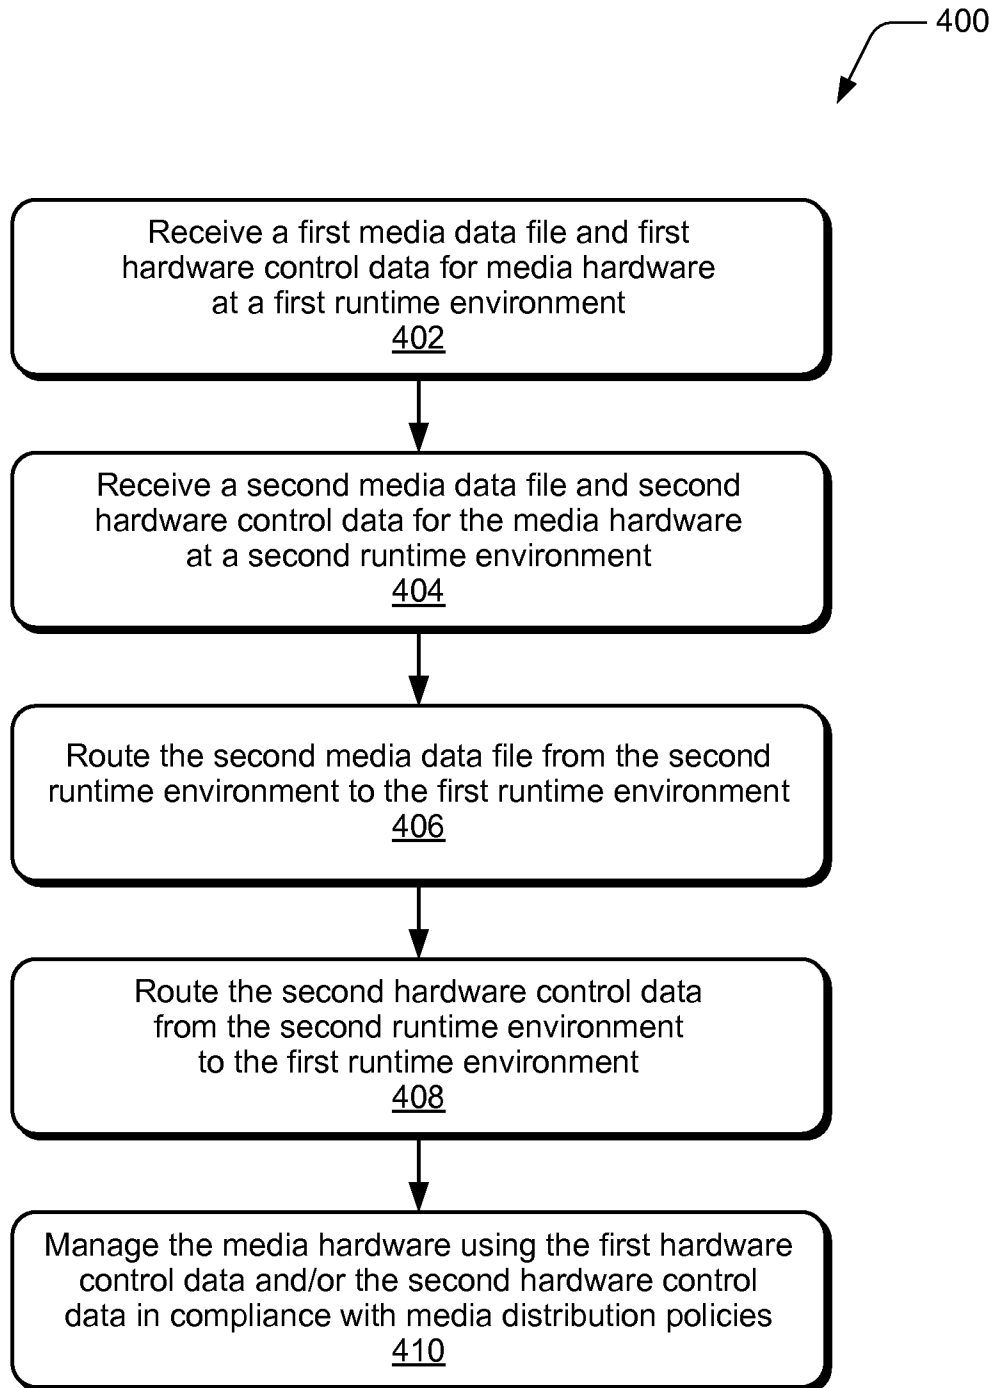 400
Receive a first media data file and first
hardware control data for media hardware
at a first runtime environment
402
Receive a second media data file and second
hardware control data for the media hardware
at a second runtime environment
404
Route the second media data file from the second
runtime environment to the first runtime environment
406
Route the second hardware control data
from the second runtime environment
to the first runtime environment
408
Manage the media hardware using the first hardware
control data and/or the second hardware control
data in compliance with media distribution policies
410